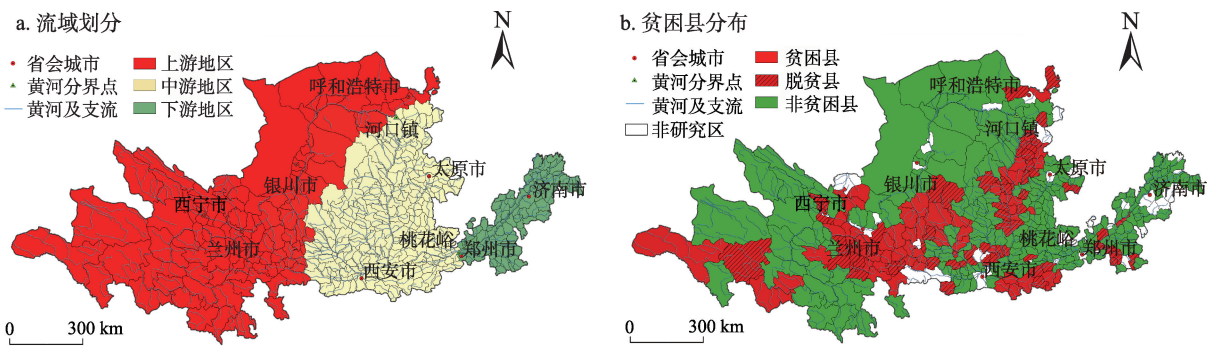 a. 流域划分
N
省会城市
上游地区
黄河分界点
中游地区
黄河及支流
下游地区
呼和浩特市
河口镇
太原市
银川市
西宁市
济南市
兰州市
桃花峪
郑州市
西安市
0 300 km
b. 贫困县分布
N
省会城市
贫困县
黄河分界点
脱贫县
黄河及支流
非贫困县
非研究区
呼和浩特市
河口镇
太原市
银川市
西宁市
济南市
兰州市
桃花峪
郑州市
西安市
0 300 km